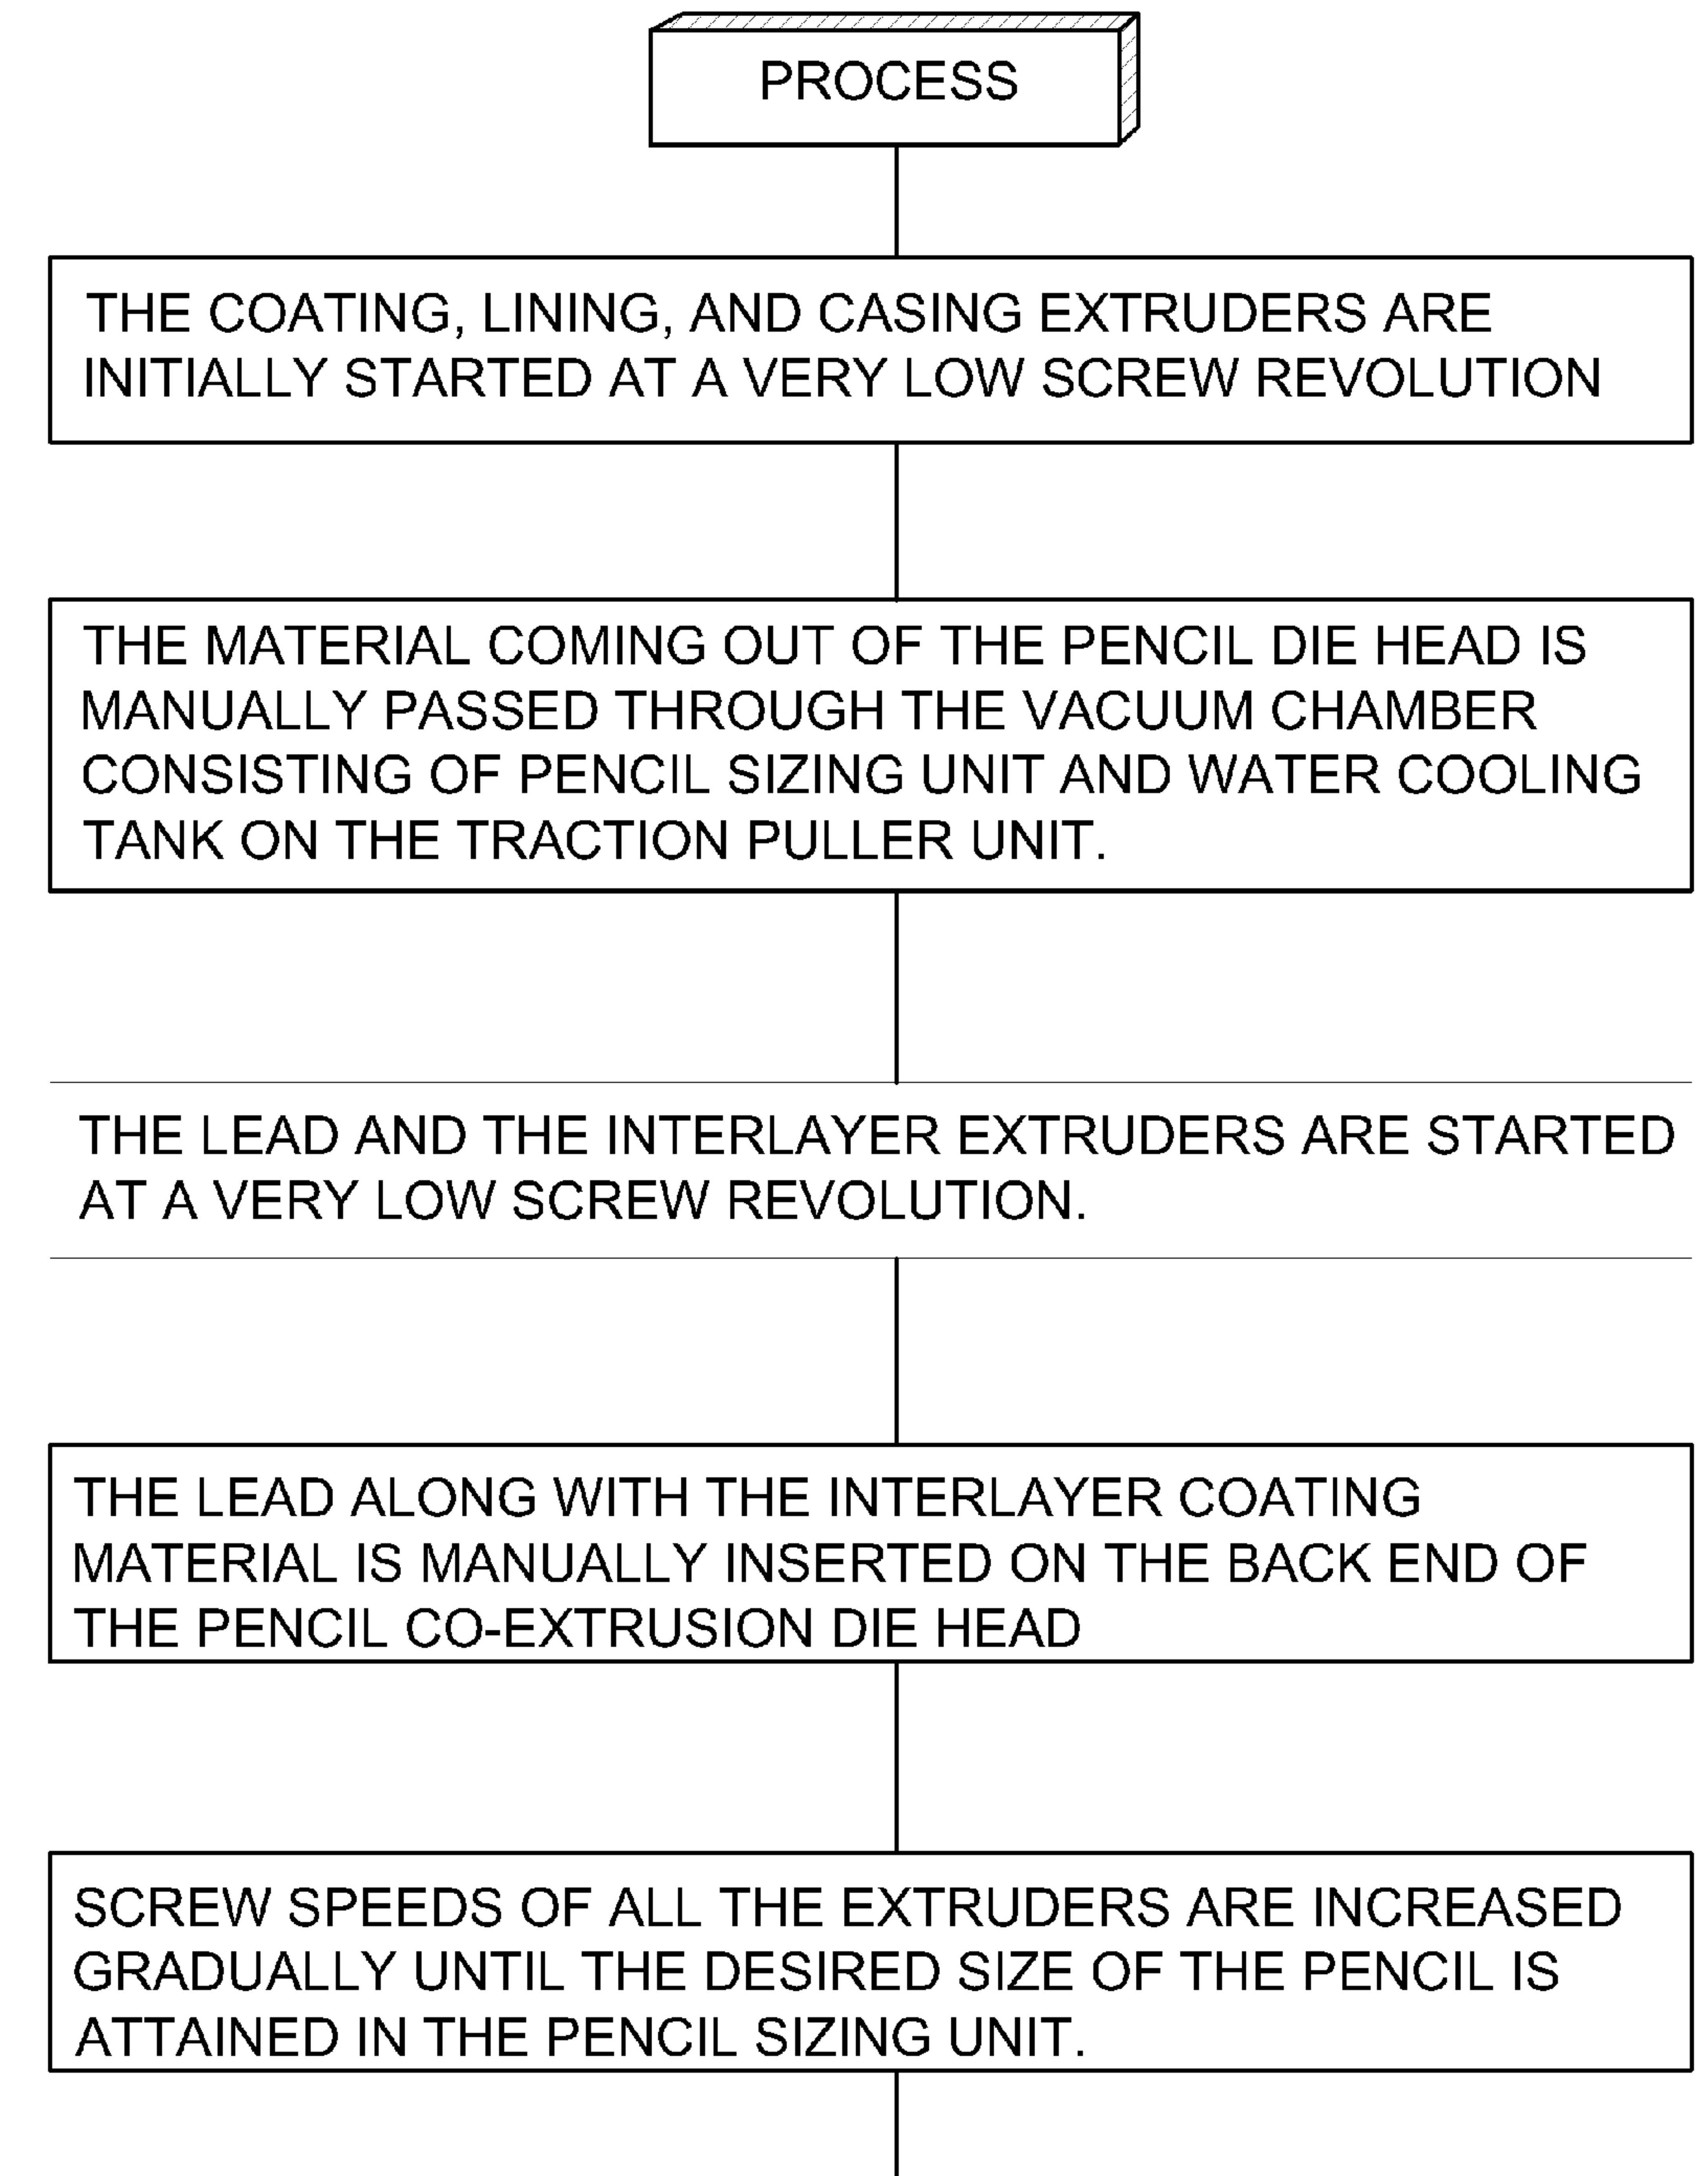 PROCESS
THE COATING, LINING, AND CASING EXTRUDERS ARE
INITIALLY STARTED AT A VERY LOW SCREW REVOLUTION
THE MATERIAL COMING OUT OF THE PENCIL DIE HEAD IS
MANUALLY PASSED THROUGH THE VACUUM CHAMBER
CONSISTING OF PENCIL SIZING UNIT AND WATER COOLING
TANK ON THE TRACTION PULLER UNIT.
THE LEAD AND THE INTERLAYER EXTRUDERS ARE STARTED
AT A VERY LOW SCREW REVOLUTION.
THE LEAD ALONG WITH THE INTERLAYER COATING
MATERIAL IS MANUALLY INSERTED ON THE BACK END OF
THE PENCIL CO-EXTRUSION DIE HEAD
SCREW SPEEDS OF ALL THE EXTRUDERS ARE INCREASED
GRADUALLY UNTIL THE DESIRED SIZE OF THE PENCIL IS
ATTAINED IN THE PENCIL SIZING UNIT.